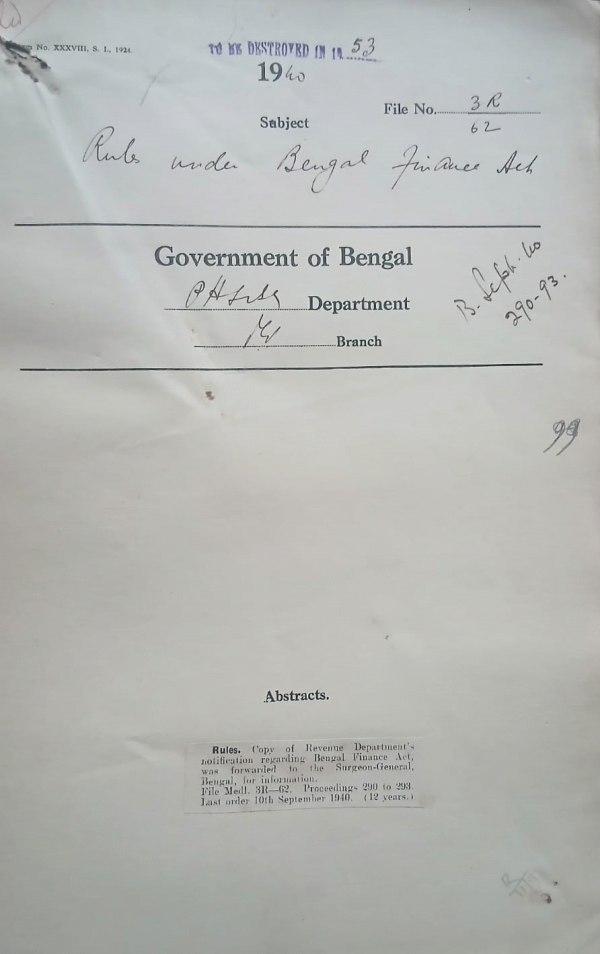 No. XXXVIII, S. I., 1924.
TO BE DESTROYED IN 19 53
1940
File No. 3R
62
Subject
Rules under Bengal Finance Act
Government of Bengal
Department
Branch
B. Septr. 40
290-93.
99
Abstracts.
Rules. Copy of Revenue Department's
notification regarding Bengal Finance Act,
was forwarded to the Surgeon-General,
Bengal, for information.
File Medl. 3R—62. Proceedings 290 to 293.
Last order 10th September 1940. (12 years.)